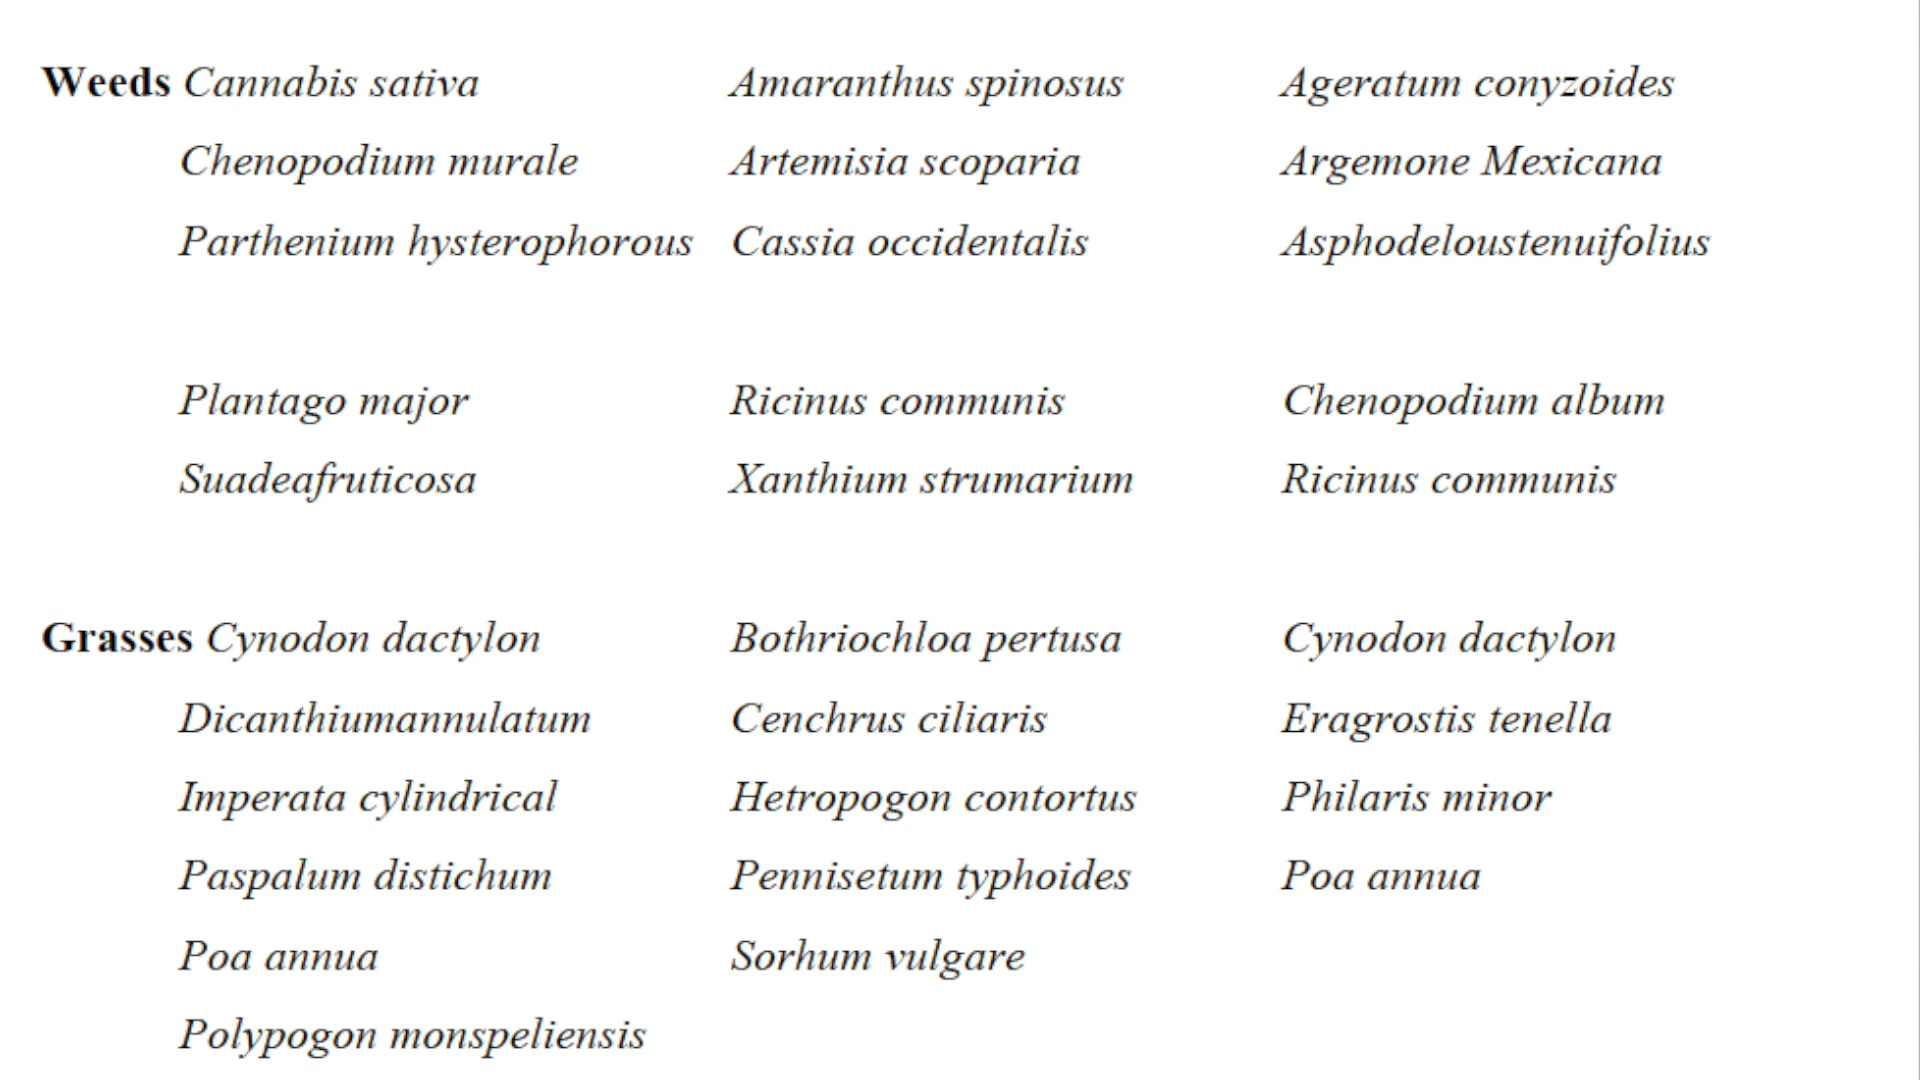 Weeds Cannabis sativa Amaranthus spinosus Ageratum conyzoides
Chenopodium murale Artemisia scoparia Argemone Mexicana
Parthenium hysterophorous Cassia occidentalis Asphodeloustenuifolius
Plantago major Ricinus communis Chenopodium album
Suadeafruticosa Xanthium strumarium Ricinus communis
Grasses Cynodon dactylon Bothriochloa pertusa Cynodon dactylon
Dicanthiumannulatum Cenchrus ciliaris Eragrostis tenella
Imperata cylindrical Hetropogon contortus Philaris minor
Paspalum distichum Pennisetum typhoides Poa annua
Poa annua Sorhum vulgare
Polypogon monspeliensis